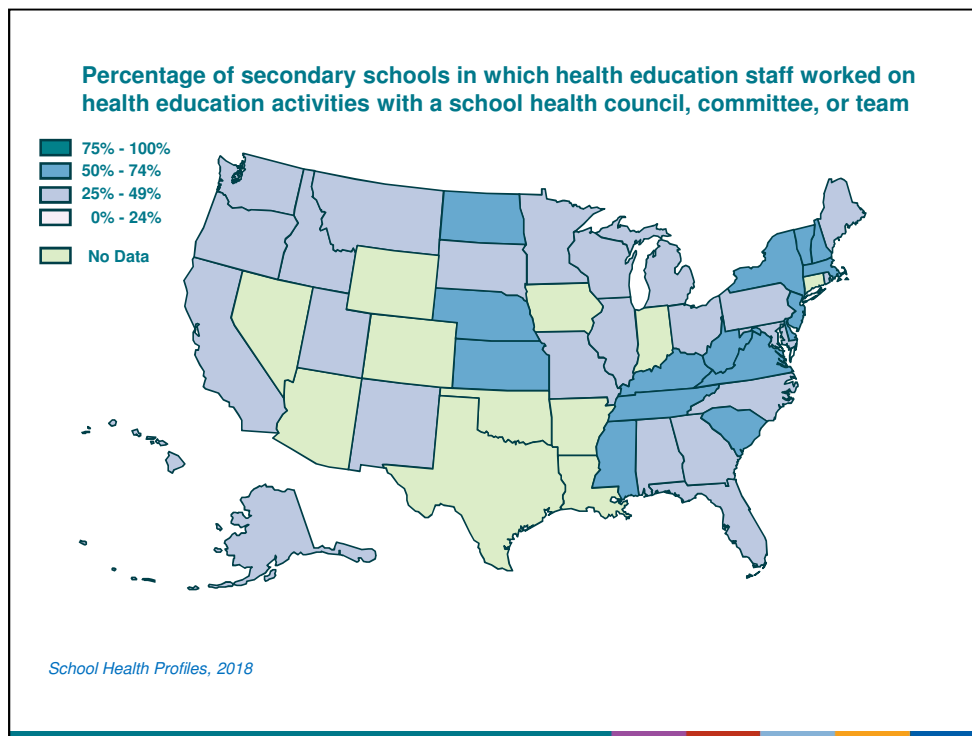 Percentage of secondary schools in which health education staff worked on
health education activities with a school health council, committee, or team
75% - 100%
50% - 74%
25% - 49%
0% - 24%
No Data
School Health Profiles, 2018